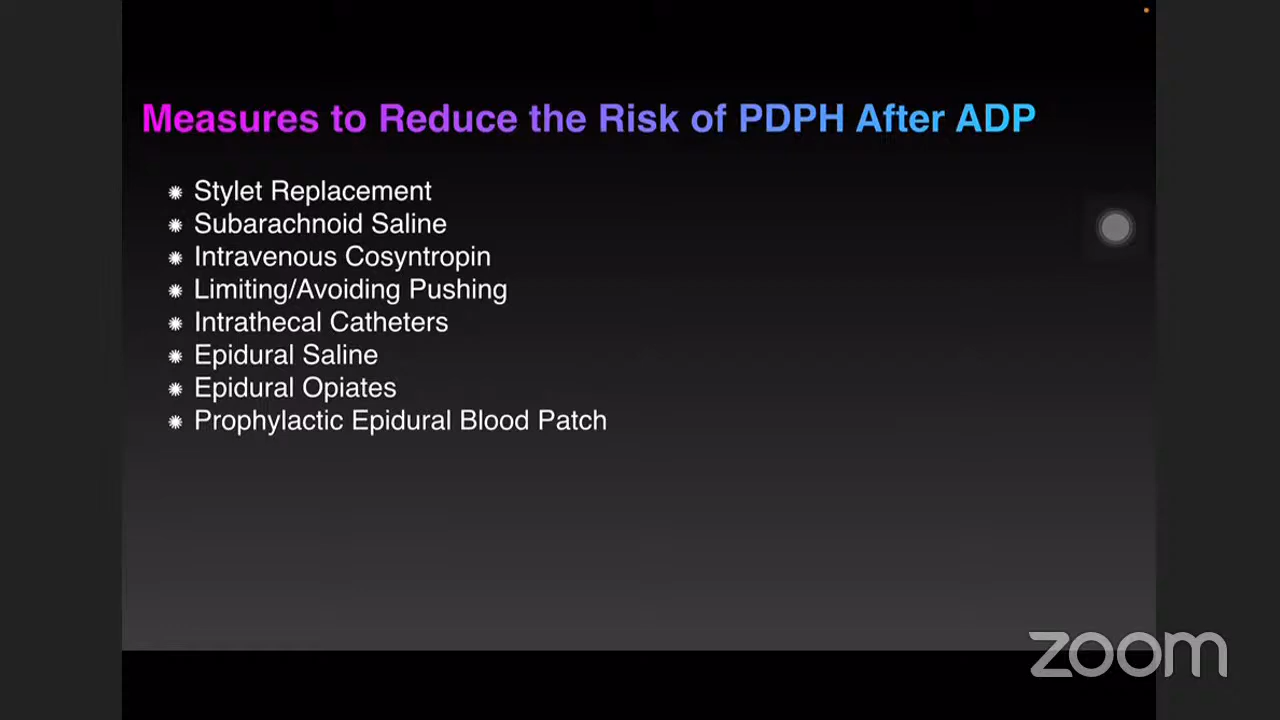 Measures to Reduce the Risk of PDPH After ADP
Stylet Replacement
Subarachnoid Saline
Intravenous Cosyntropin
Limiting/Avoiding Pushing
Intrathecal Catheters
Epidural Saline
Epidural Opiates
Prophylactic Epidural Blood Patch
zoom